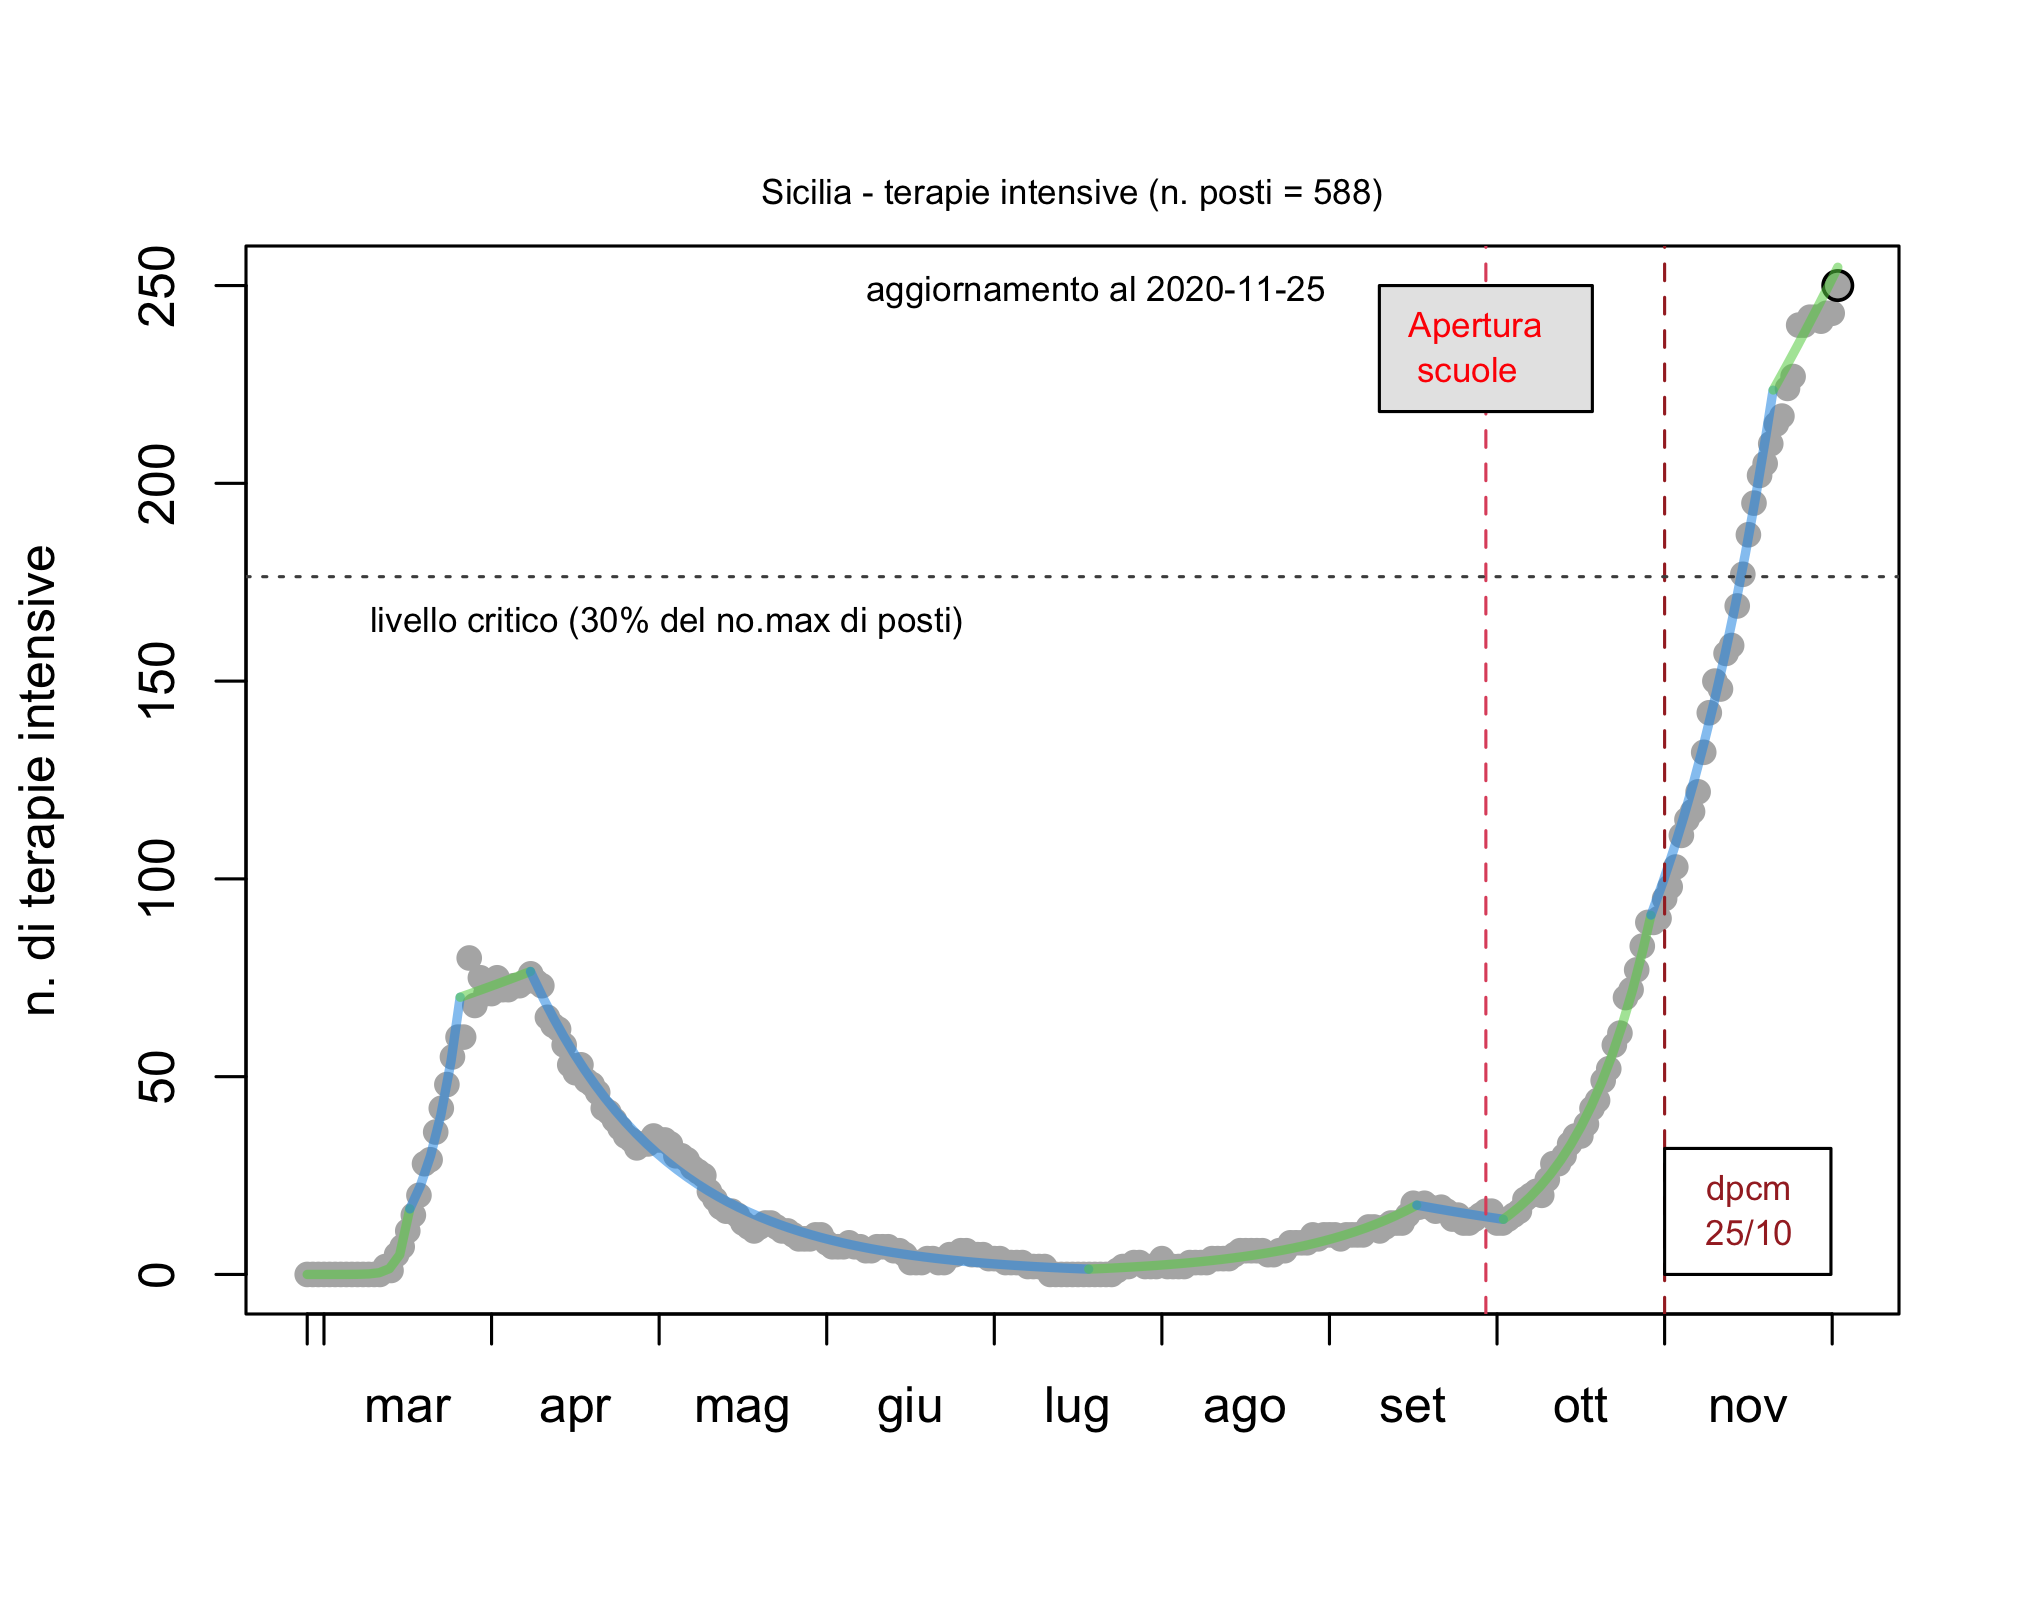 Sicilia - terapie intensive (n. posti = 588)
aggiornamento al 2020-11-25
Apertura
scuole
livello critico (30% del no.max di posti)
dpcm
25/10
n. di terapie intensive
250
200
150
100
50
0
mar apr mag giu lug ago set ott nov